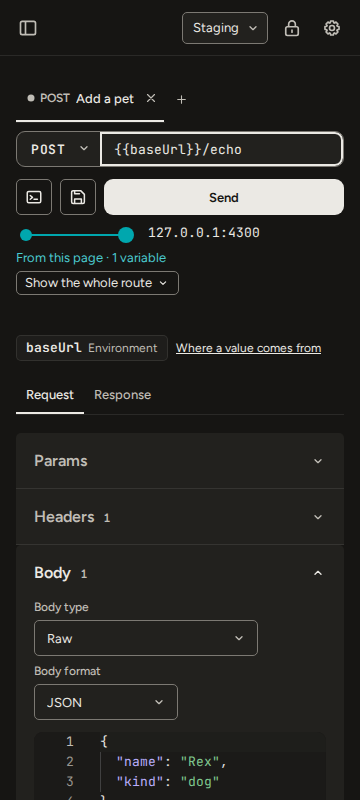 Staging
POST Add a pet
POST {{baseUrl}}/echo
Send
127.0.0.1:4300
From this page · 1 variable
Show the whole route
baseUrl Environment Where a value comes from
Request Response
Params
Headers 1
Body 1
Body type
Raw
Body format
JSON
1 {
2 "name": "Rex",
3 "kind": "dog"